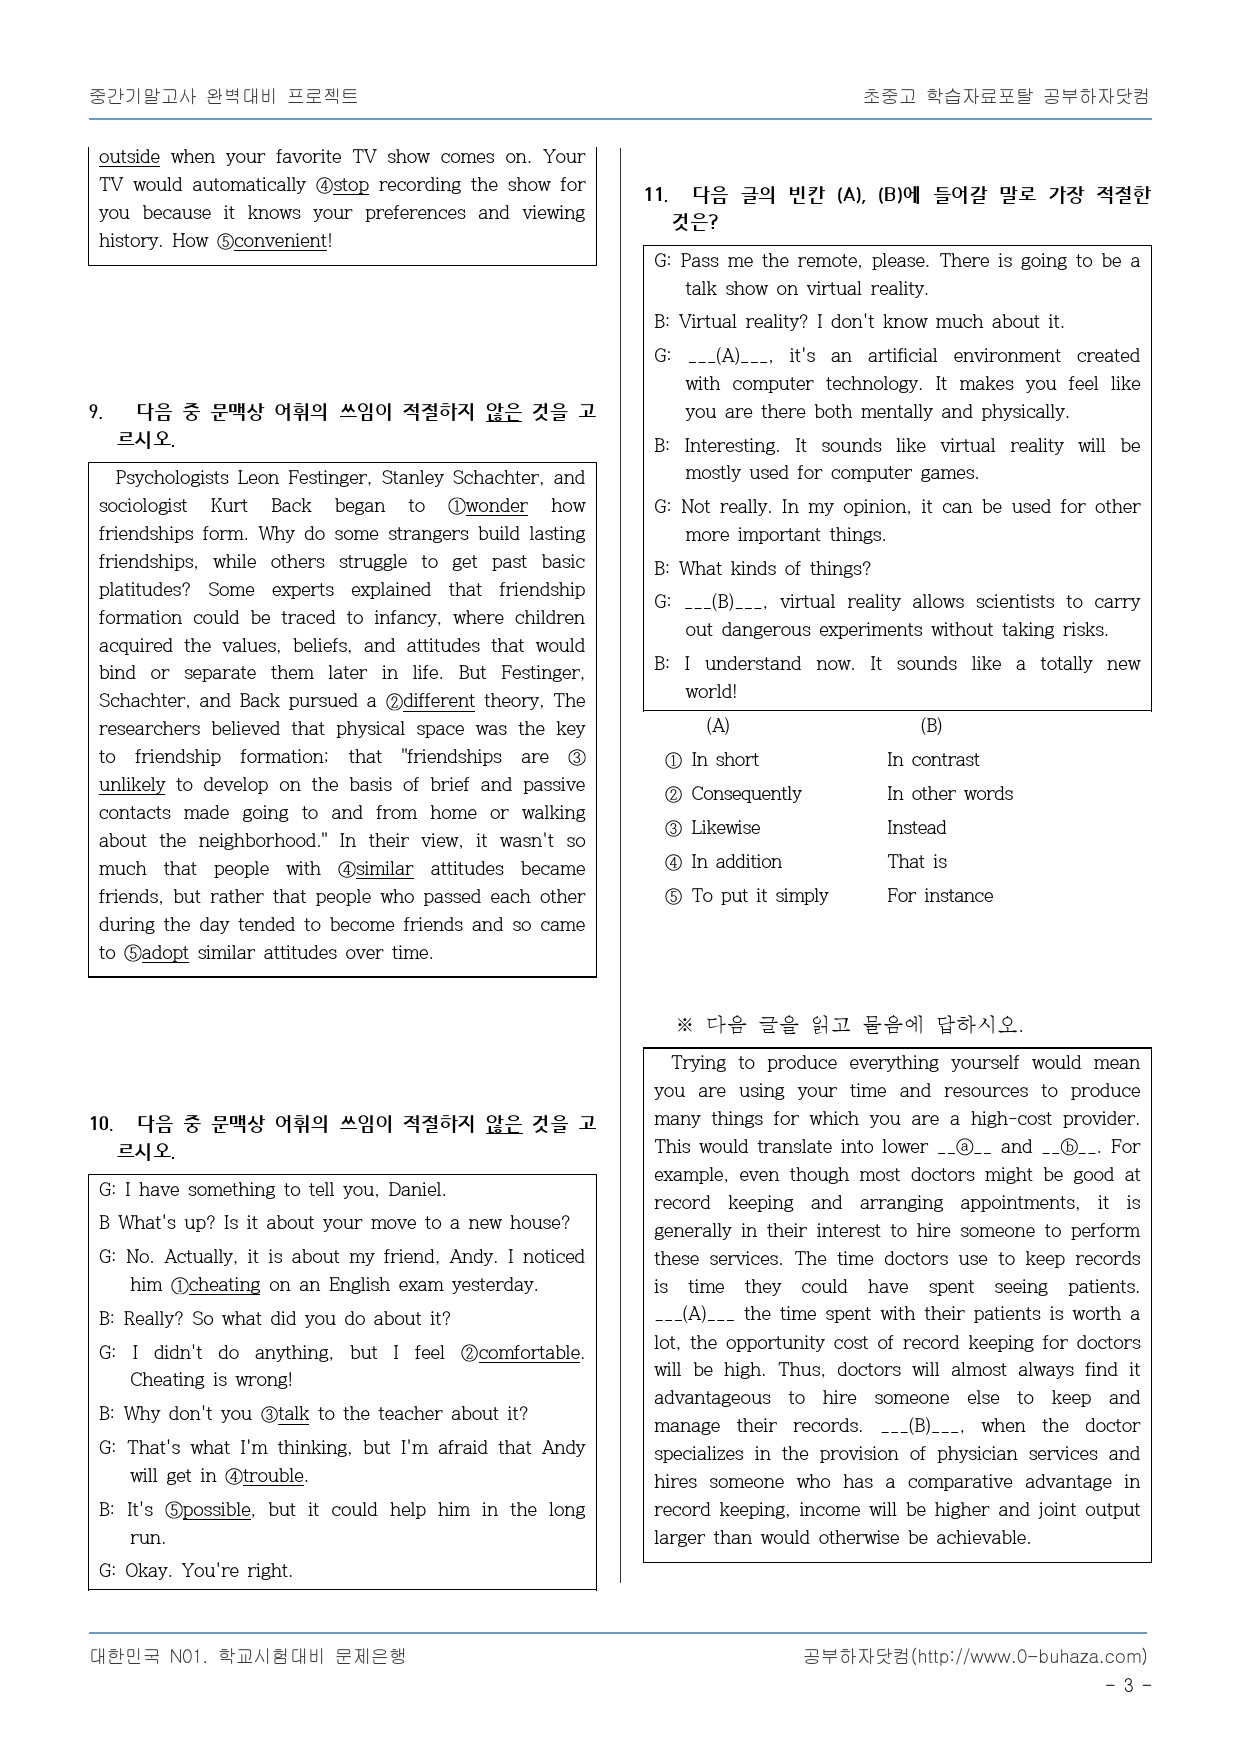 중간기말고사 완벽대비 프로젝트
초중고 학습자료포탈 공부하자닷컴
outside when your favorite TV show comes on. Your
TV would automatically ④stop recording the show for
you because it knows your preferences and viewing
history. How ⑤convenient!
9. 다음 중 문맥상 어휘의 쓰임이 적절하지 않은 것을 고
르시오.
Psychologists Leon Festinger, Stanley Schachter, and
sociologist Kurt Back began to ①wonder how
friendships form. Why do some strangers build lasting
friendships, while others struggle to get past basic
platitudes? Some experts explained that friendship
formation could be traced to infancy, where children
acquired the values, beliefs, and attitudes that would
bind or separate them later in life. But Festinger,
Schachter, and Back pursued a ②different theory, The
researchers believed that physical space was the key
to friendship formation; that "friendships are ③
unlikely to develop on the basis of brief and passive
contacts made going to and from home or walking
about the neighborhood." In their view, it wasn't so
much that people with ④similar attitudes became
friends, but rather that people who passed each other
during the day tended to become friends and so came
to ⑤adopt similar attitudes over time.
10. 다음 중 문맥상 어휘의 쓰임이 적절하지 않은 것을 고
르시오.
G: I have something to tell you, Daniel.
B What's up? Is it about your move to a new house?
G: No. Actually, it is about my friend, Andy. I noticed
him ①cheating on an English exam yesterday.
B: Really? So what did you do about it?
G: I didn't do anything, but I feel ②comfortable.
Cheating is wrong!
B: Why don't you ③talk to the teacher about it?
G: That's what I'm thinking, but I'm afraid that Andy
will get in ④trouble.
B: It's ⑤possible, but it could help him in the long
run.
G: Okay. You're right.
11. 다음 글의 빈칸 (A), (B)에 들어갈 말로 가장 적절한
것은?
G: Pass me the remote, please. There is going to be a
talk show on virtual reality.
B: Virtual reality? I don't know much about it.
G: ___(A)___, it's an artificial environment created
with computer technology. It makes you feel like
you are there both mentally and physically.
B: Interesting. It sounds like virtual reality will be
mostly used for computer games.
G: Not really. In my opinion, it can be used for other
more important things.
B: What kinds of things?
G: ___(B)___, virtual reality allows scientists to carry
out dangerous experiments without taking risks.
B: I understand now. It sounds like a totally new
world!
(A) (B)
① In short In contrast
② Consequently In other words
③ Likewise Instead
④ In addition That is
⑤ To put it simply For instance
※ 다음 글을 읽고 물음에 답하시오.
Trying to produce everything yourself would mean
you are using your time and resources to produce
many things for which you are a high-cost provider.
This would translate into lower __ⓐ__ and __ⓑ__. For
example, even though most doctors might be good at
record keeping and arranging appointments, it is
generally in their interest to hire someone to perform
these services. The time doctors use to keep records
is time they could have spent seeing patients.
___(A)___ the time spent with their patients is worth a
lot, the opportunity cost of record keeping for doctors
will be high. Thus, doctors will almost always find it
advantageous to hire someone else to keep and
manage their records. ___(B)___, when the doctor
specializes in the provision of physician services and
hires someone who has a comparative advantage in
record keeping, income will be higher and joint output
larger than would otherwise be achievable.
대한민국 N01. 학교시험대비 문제은행
공부하자닷컴(http://www.0-buhaza.com)
- 3 -